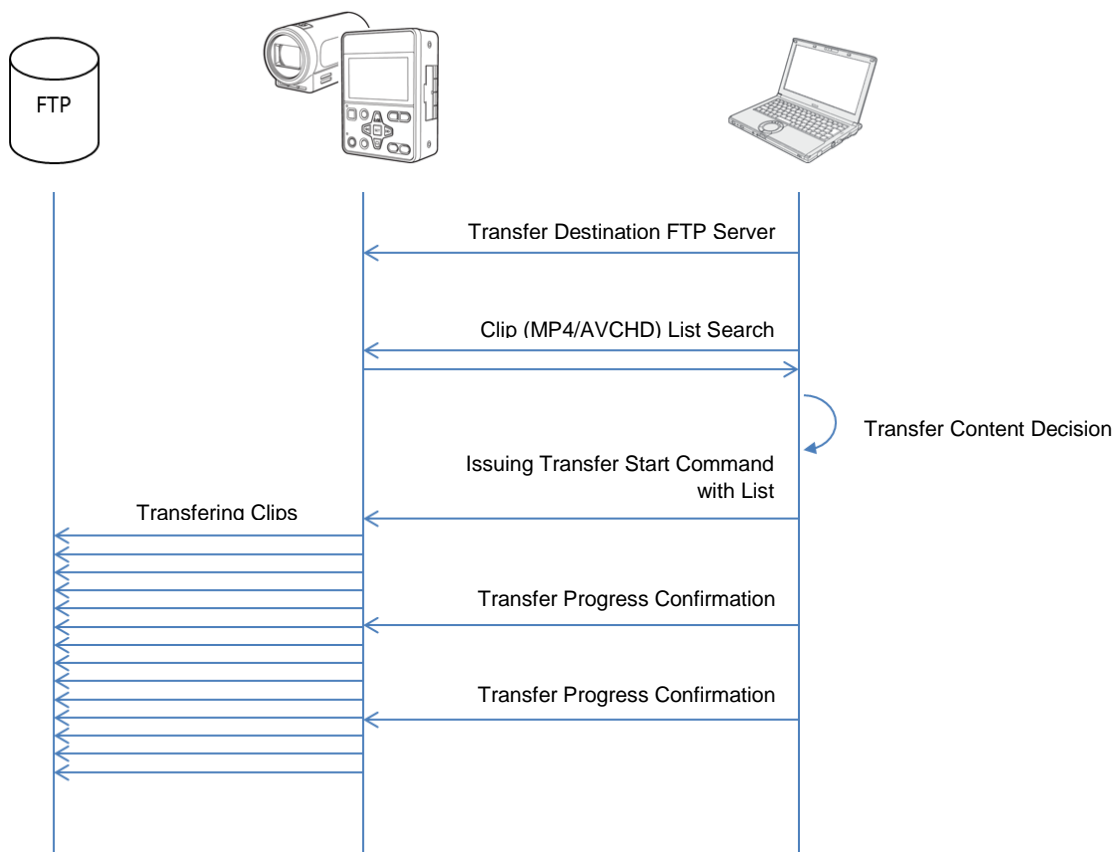 FTP
Transfer Destination FTP Server
Clip (MP4/AVCHD) List Search
Transfer Content Decision
Issuing Transfer Start Command
with List
Transfering Clips
Transfer Progress Confirmation
Transfer Progress Confirmation